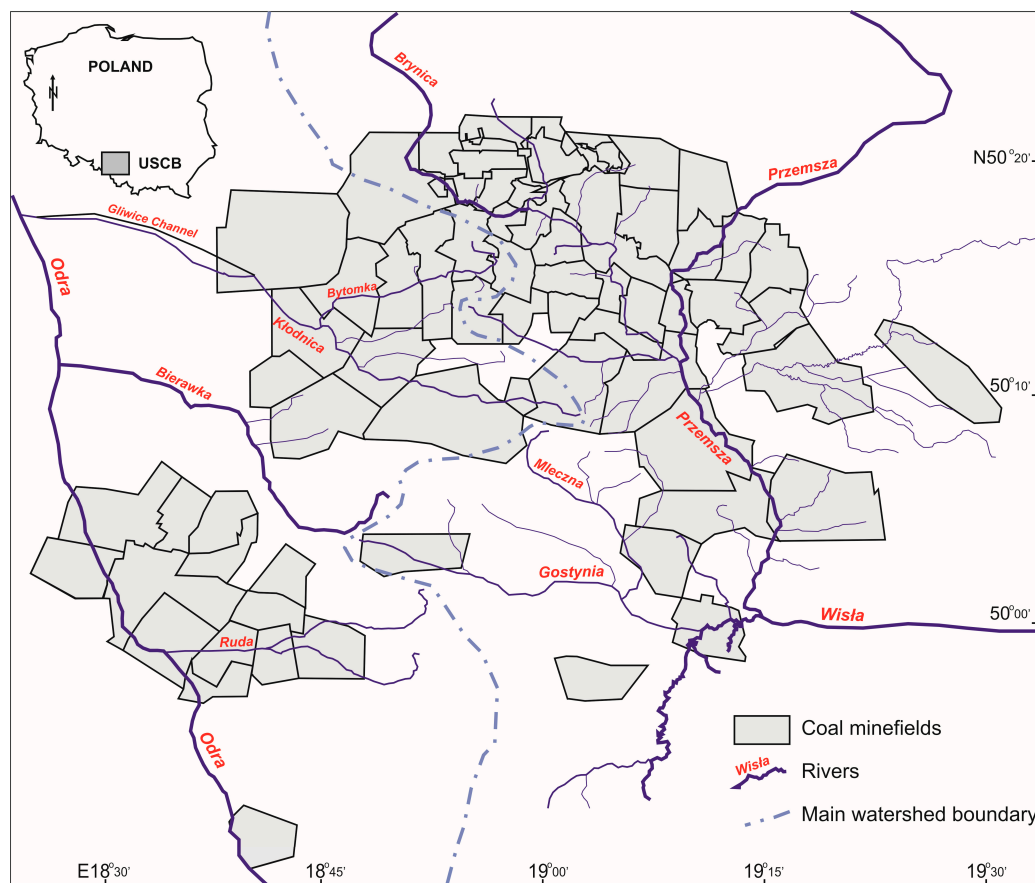 POLAND
N
USCB
Brynica
Przemsza
N50°20'
Gliwice Channel
Odra
Bytomka
Kłodnica
Bierawka
50°10'
Przemsza
Mleczna
Gostynia
50°00'
Wisła
Ruda
Odra
Coal minefields
Wisła
Rivers
Main watershed boundary
E18°30'
18°45'
19°00'
19°15'
19°30'